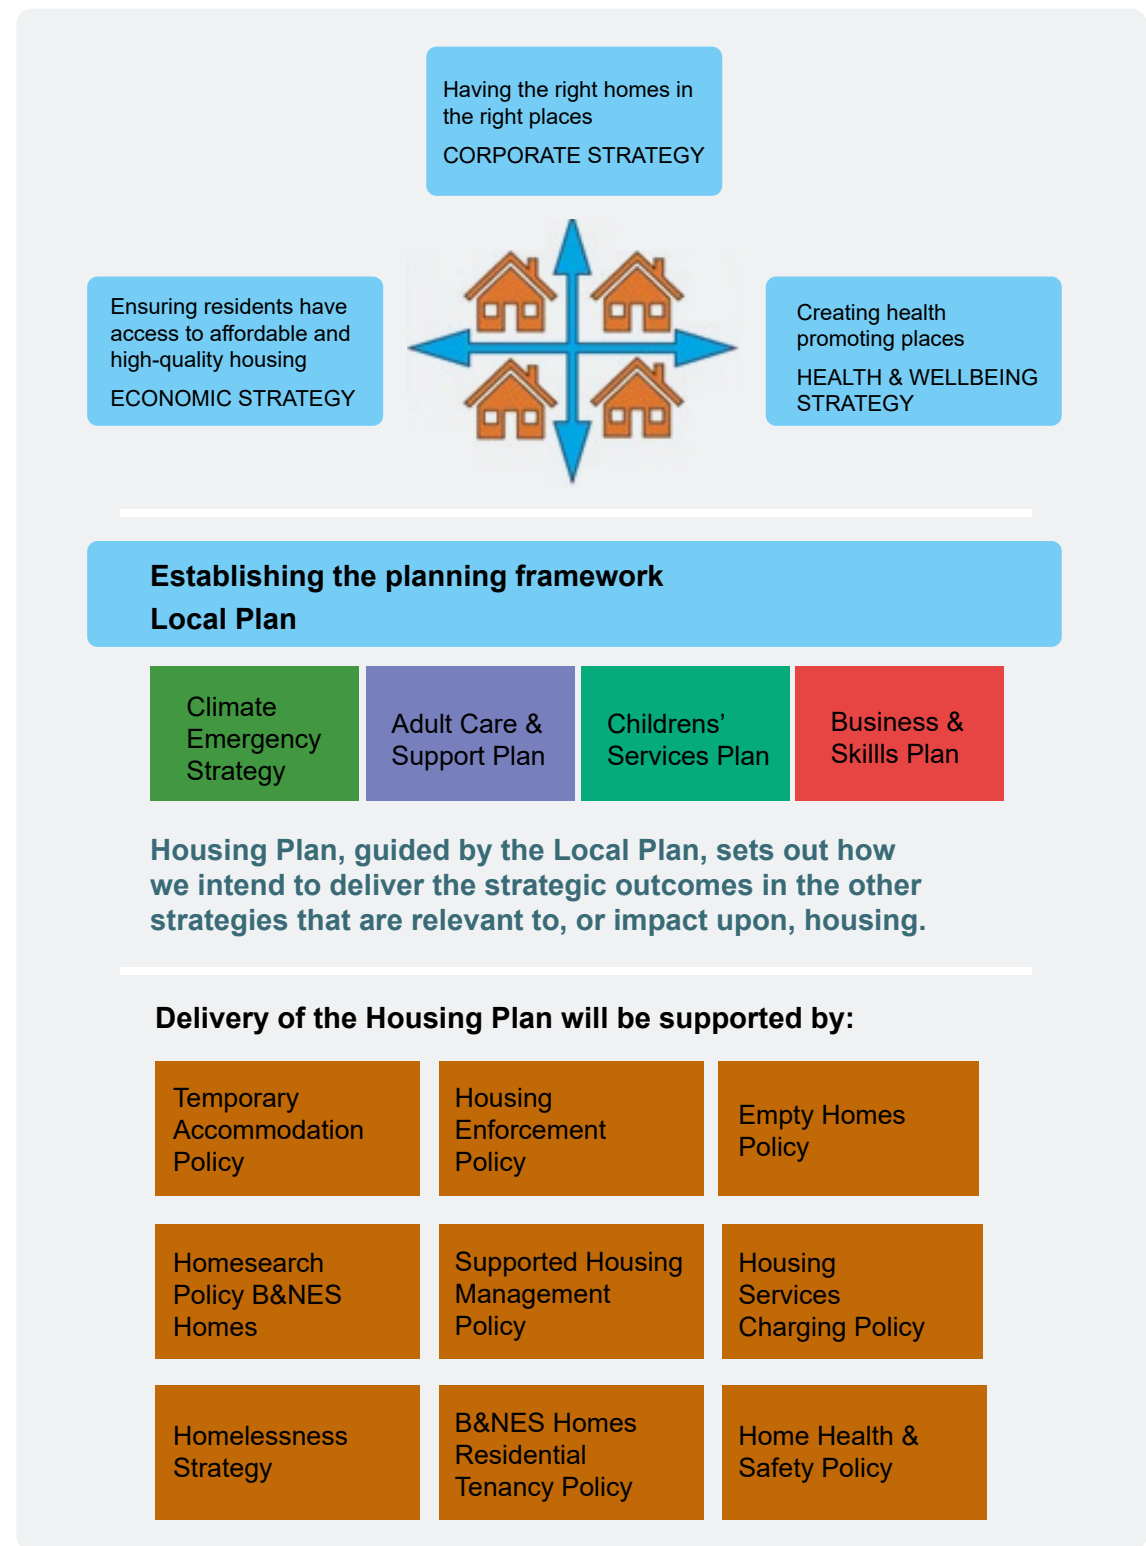 Having the right homes in
the right places
CORPORATE STRATEGY
Ensuring residents have
access to affordable and
high-quality housing
ECONOMIC STRATEGY
Creating health
promoting places
HEALTH & WELLBEING
STRATEGY
Establishing the planning framework
Local Plan
Climate
Emergency
Strategy
Adult Care &
Support Plan
Childrens’
Services Plan
Business &
Skillls Plan
Housing Plan, guided by the Local Plan, sets out how
we intend to deliver the strategic outcomes in the other
strategies that are relevant to, or impact upon, housing.
Delivery of the Housing Plan will be supported by:
Temporary
Accommodation
Policy
Housing
Enforcement
Policy
Empty Homes
Policy
Homesearch
Policy B&NES
Homes
Supported Housing
Management
Policy
Housing
Services
Charging Policy
Homelessness
Strategy
B&NES Homes
Residential
Tenancy Policy
Home Health &
Safety Policy